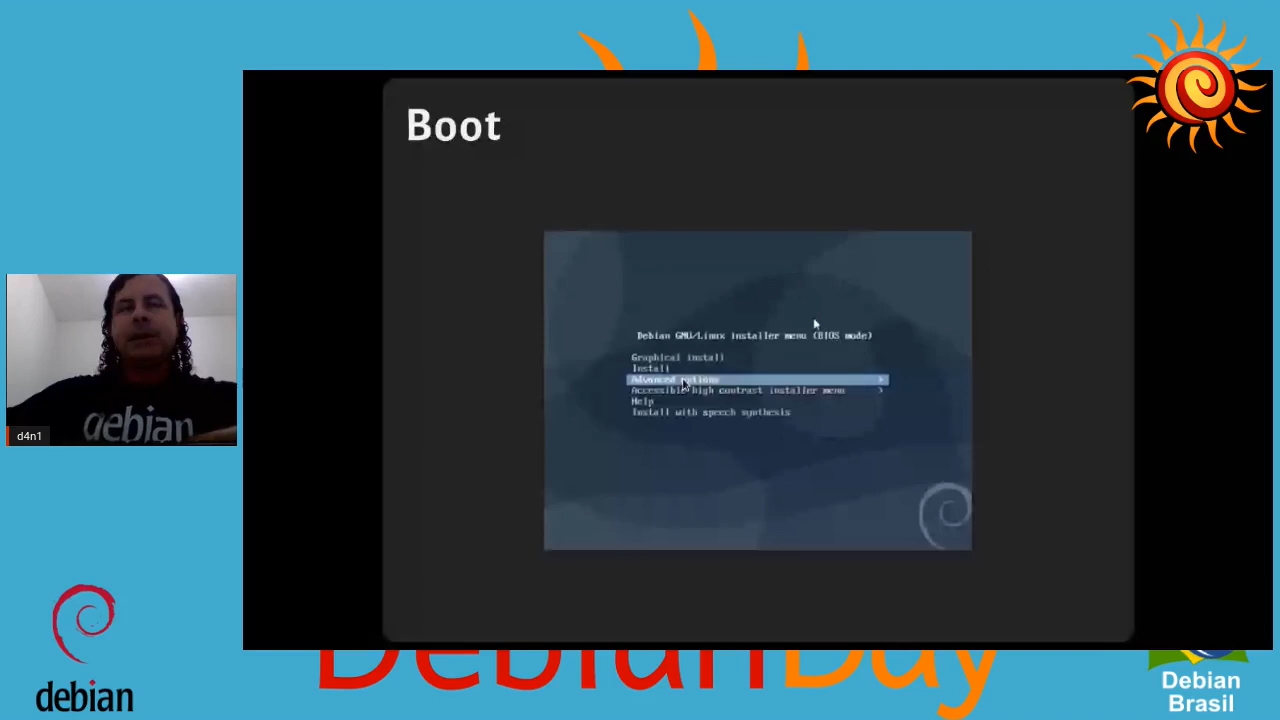 Boot
Debian GNU/Linux installer menu (BIOS mode)
Graphical install
Install
Advanced options
Accessible high contrast installer menu
Help
Install with speech synthesis
debian
d4n1
DebianDay
debian
Debian
Brasil